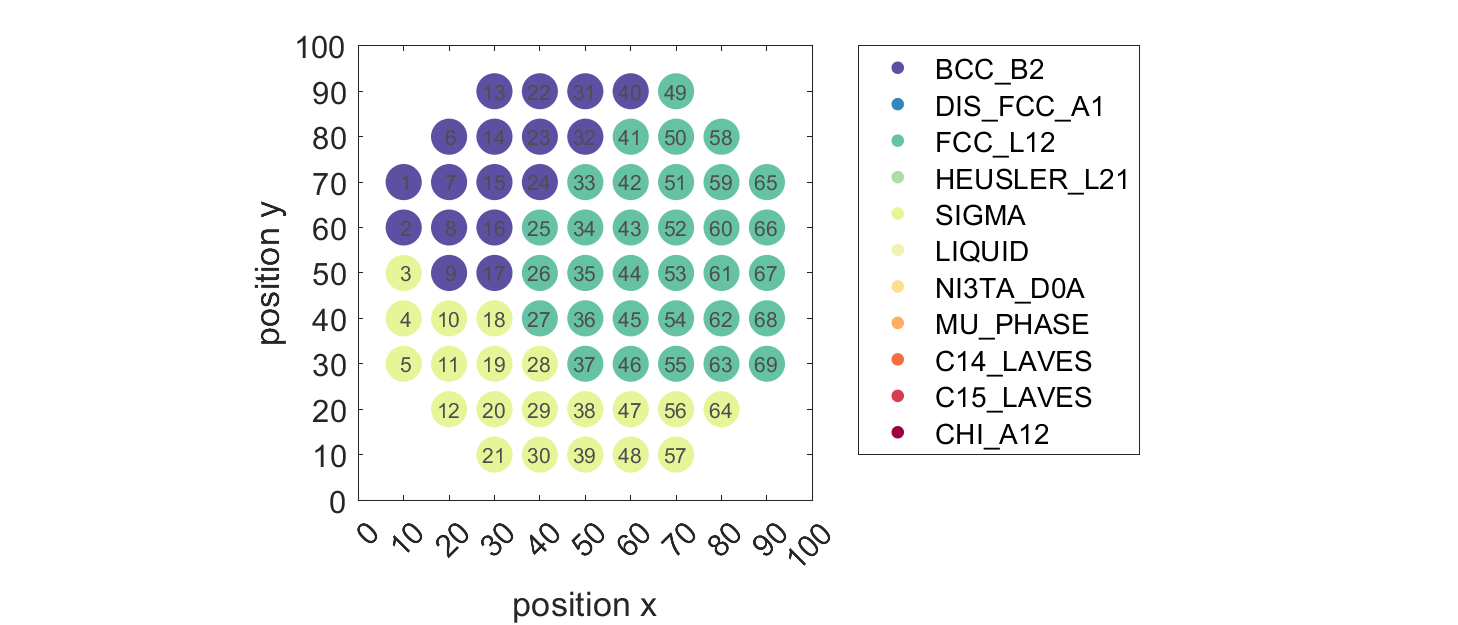 100
90
80
70
60
50
40
30
20
10
0
position y
13 22 31 40 49
6 14 23 32 41 50 58
1 7 15 24 33 42 51 59 65
2 8 16 25 34 43 52 60 66
3 9 17 26 35 44 53 61 67
4 10 18 27 36 45 54 62 68
5 11 19 28 37 46 55 63 69
12 20 29 38 47 56 64
21 30 39 48 57
0 10 20 30 40 50 60 70 80 90 100
position x
BCC_B2
DIS_FCC_A1
FCC_L12
HEUSLER_L21
SIGMA
LIQUID
NI3TA_D0A
MU_PHASE
C14_LAVES
C15_LAVES
CHI_A12